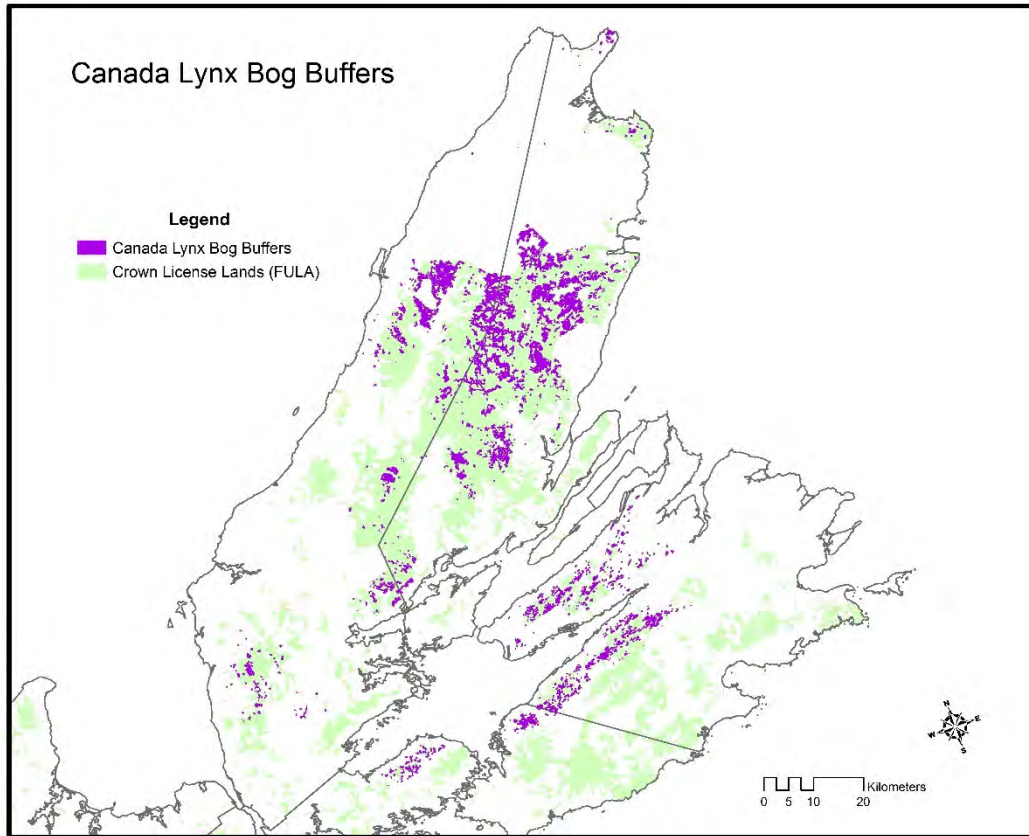 Canada Lynx Bog Buffers
Legend
Canada Lynx Bog Buffers
Crown License Lands (FULA)
N
W E
S
Kilometers
0 5 10 20